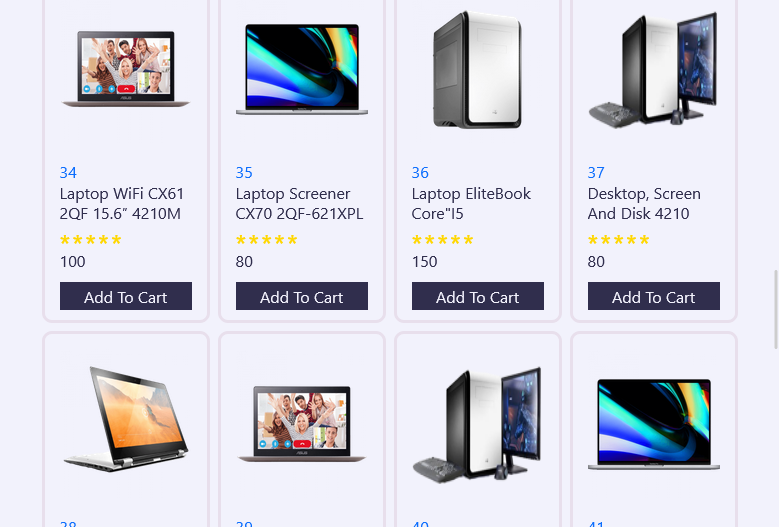 34
Laptop WiFi CX61
2QF 15.6″ 4210M
★★★★★
100
Add To Cart
35
Laptop Screener
CX70 2QF-621XPL
★★★★★
80
Add To Cart
36
Laptop EliteBook
Core"I5
★★★★★
150
Add To Cart
37
Desktop, Screen
And Disk 4210
★★★★★
80
Add To Cart
38
39
40
41